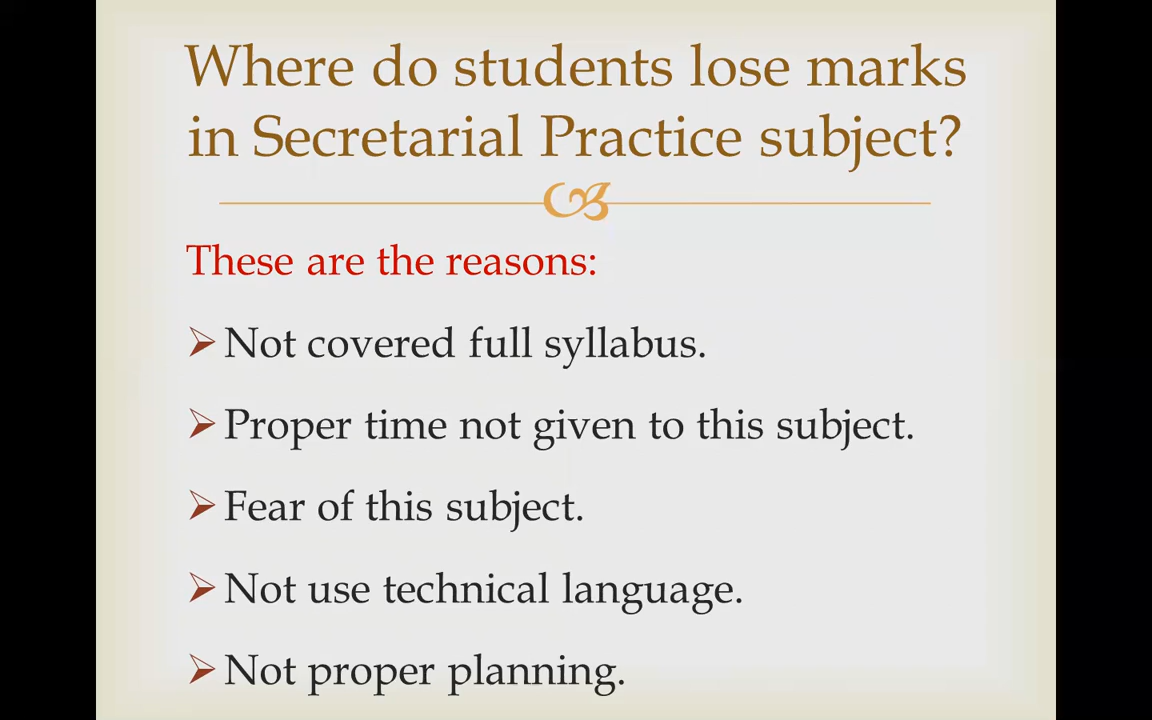 Where do students lose marks
in Secretarial Practice subject?
These are the reasons:
Not covered full syllabus.
Proper time not given to this subject.
Fear of this subject.
Not use technical language.
Not proper planning.